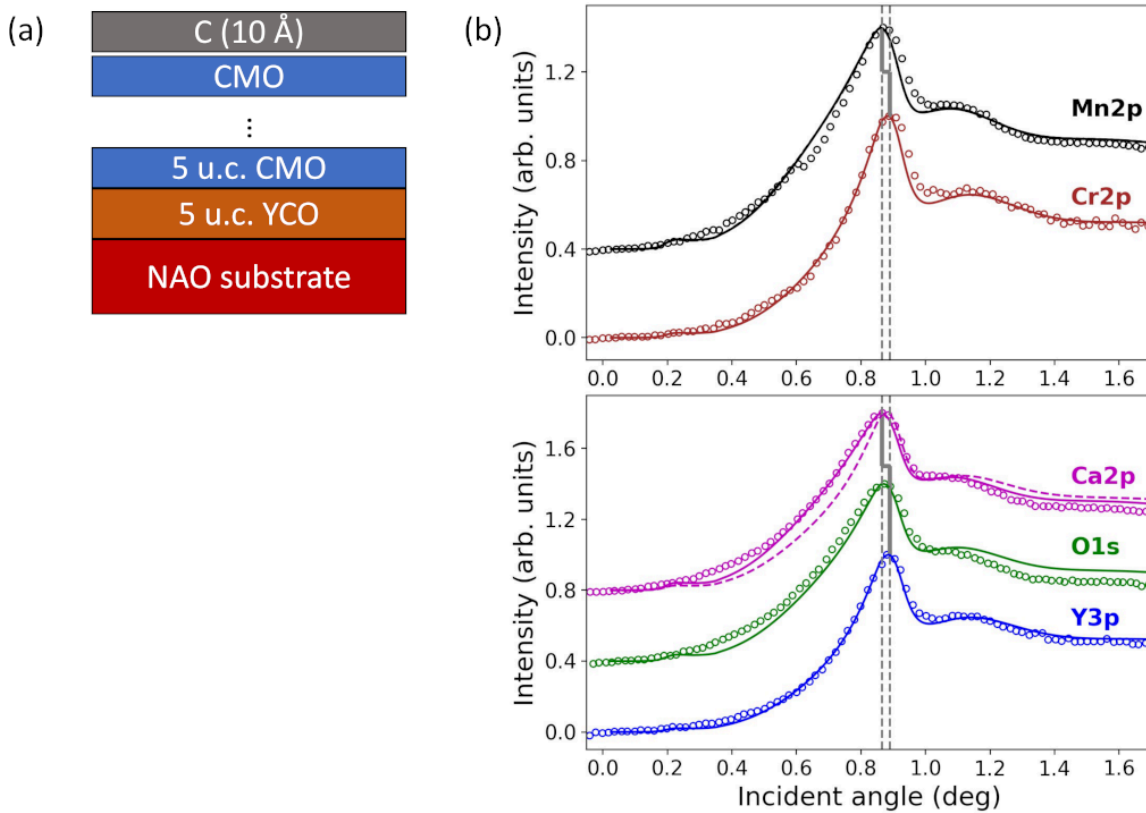 (a)
C (10 Å)
CMO
...
5 u.c. CMO
5 u.c. YCO
NAO substrate
(b)
Intensity (arb. units)
1.2
0.8
0.4
0.0
Mn2p
Cr2p
0.0 0.2 0.4 0.6 0.8 1.0 1.2 1.4 1.6
Intensity (arb. units)
1.6
1.2
0.8
0.4
0.0
Ca2p
O1s
Y3p
0.0 0.2 0.4 0.6 0.8 1.0 1.2 1.4 1.6
Incident angle (deg)